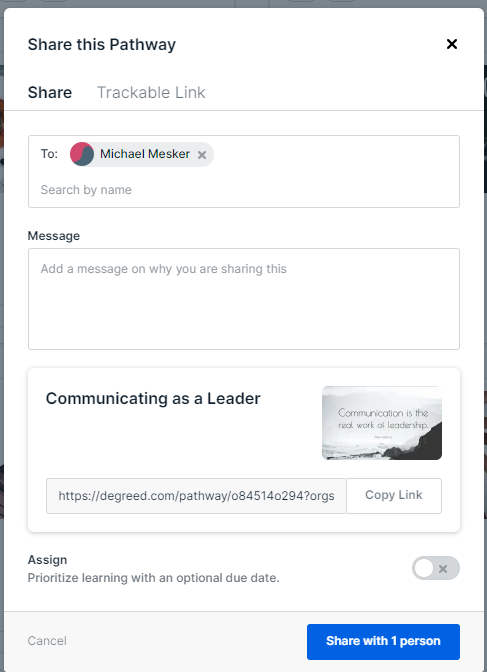 Share this Pathway
Share Trackable Link
To: Michael Mesker
Search by name
Message
Add a message on why you are sharing this
Communicating as a Leader
Communication is the
real work of leadership.
https://degreed.com/pathway/o84514o294?orgs
Copy Link
Assign
Prioritize learning with an optional due date.
Cancel
Share with 1 person